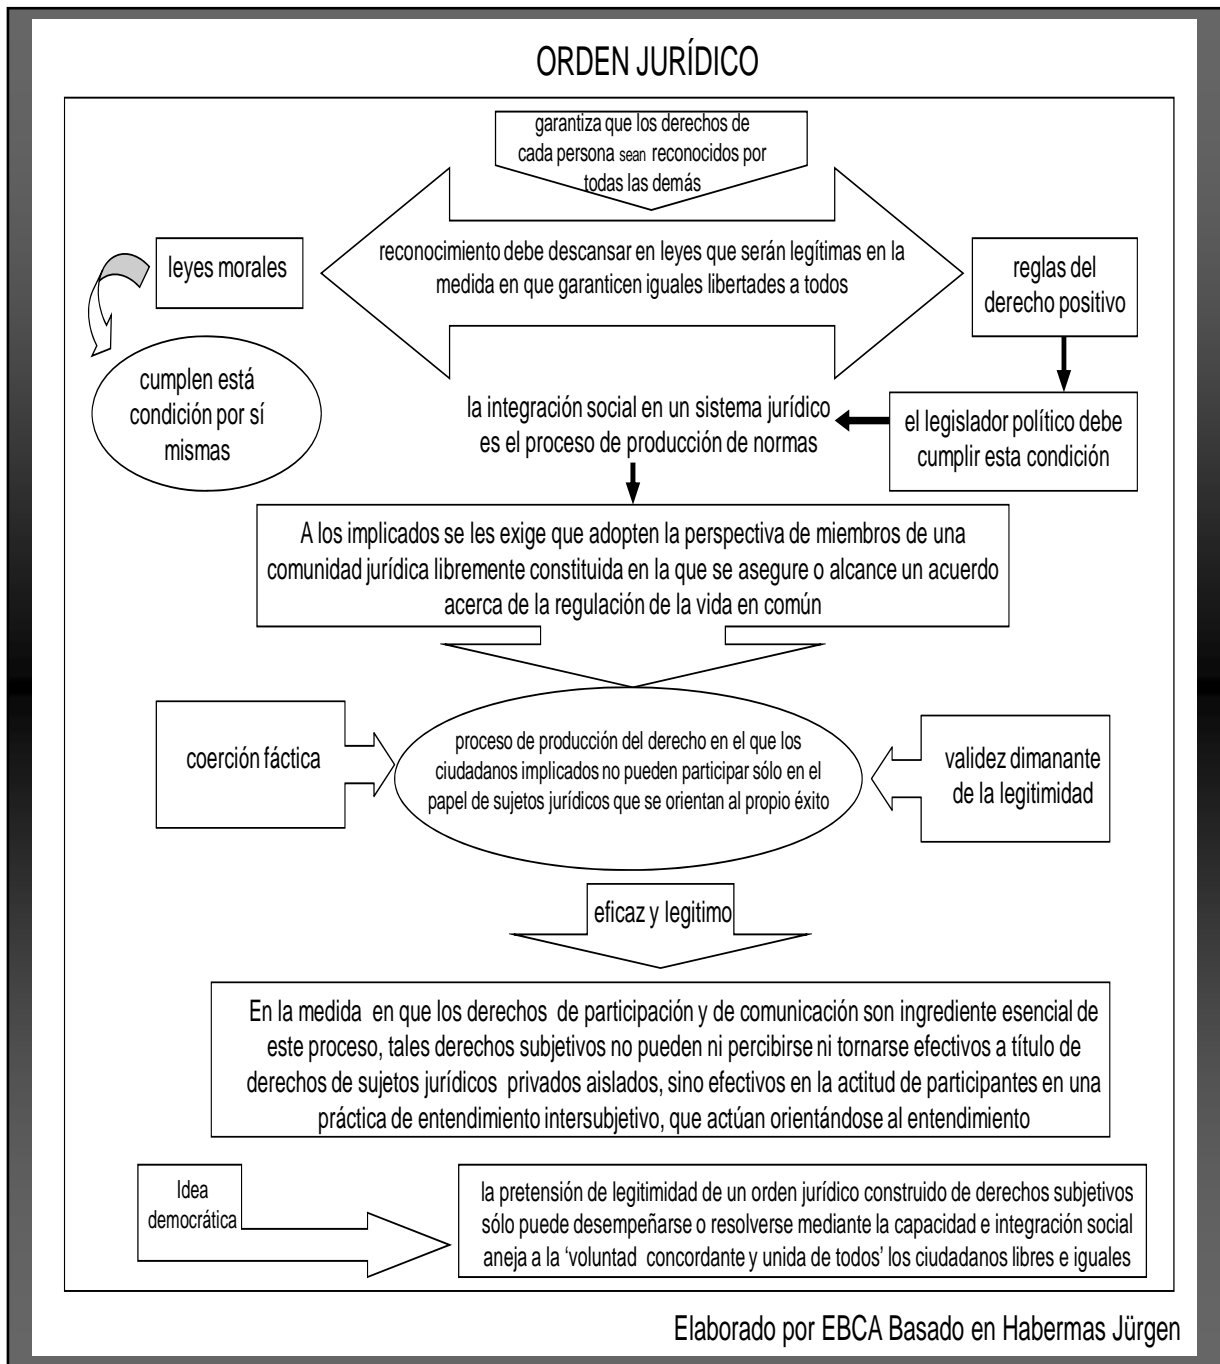 ORDEN JURÍDICO
garantiza que los derechos de
cada persona sean reconocidos por
todas las demás
reconocimiento debe descansar en leyes que serán legítimas en la
medida en que garanticen iguales libertades a todos
leyes morales
reglas del
derecho positivo
cumplen está
condición por sí
mismas
la integración social en un sistema jurídico
es el proceso de producción de normas
el legislador político debe
cumplir esta condición
A los implicados se les exige que adopten la perspectiva de miembros de una
comunidad jurídica libremente constituida en la que se asegure o alcance un acuerdo
acerca de la regulación de la vida en común
coerción fáctica
proceso de producción del derecho en el que los
ciudadanos implicados no pueden participar sólo en el
papel de sujetos jurídicos que se orientan al propio éxito
validez dimanante
de la legitimidad
eficaz y legitimo
En la medida en que los derechos de participación y de comunicación son ingrediente esencial de
este proceso, tales derechos subjetivos no pueden ni percibirse ni tornarse efectivos a título de
derechos de sujetos jurídicos privados aislados, sino efectivos en la actitud de participantes en una
práctica de entendimiento intersubjetivo, que actúan orientándose al entendimiento
Idea
democrática
la pretensión de legitimidad de un orden jurídico construido de derechos subjetivos
sólo puede desempeñarse o resolverse mediante la capacidad e integración social
aneja a la ‘voluntad concordante y unida de todos’ los ciudadanos libres e iguales
Elaborado por EBCA Basado en Habermas Jürgen